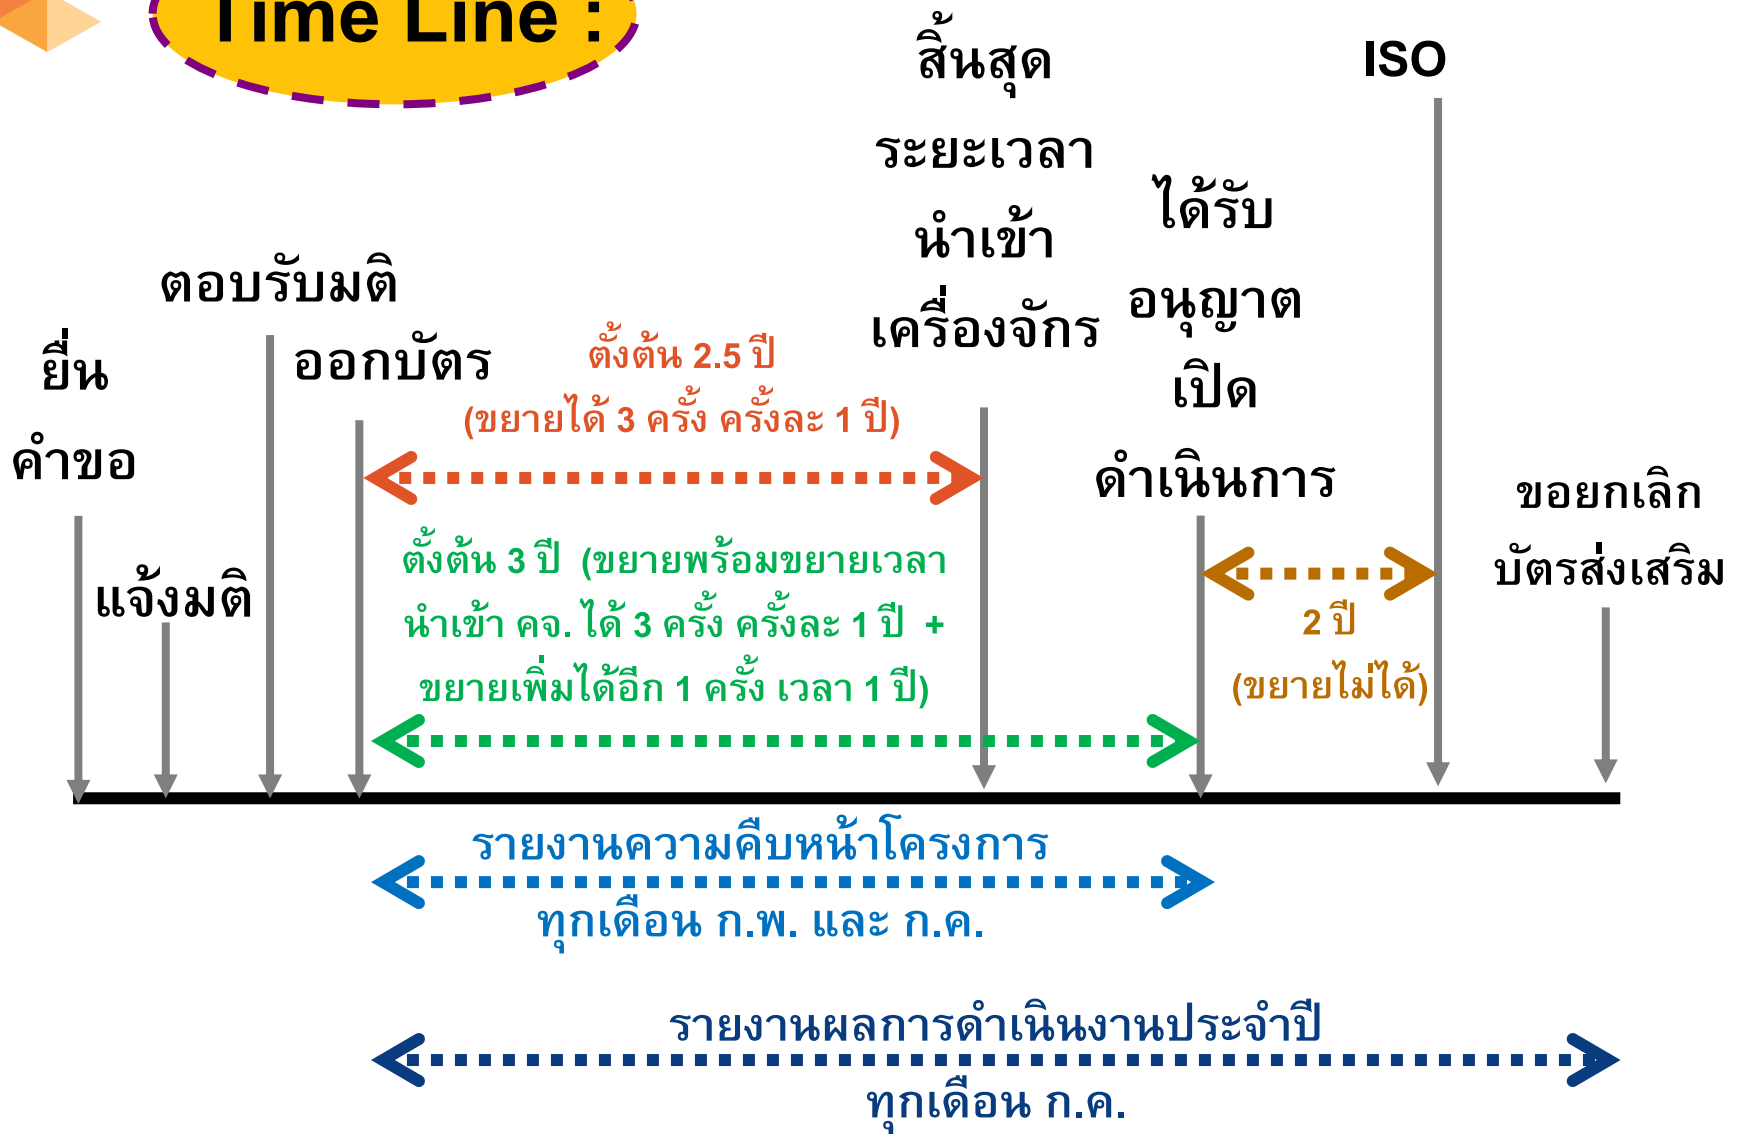 Time Line :
สิ้นสุด
ระยะเวลา
นำเข้า
เครื่องจักร
ISO
ได้รับ
อนุญาต
เปิด
ดำเนินการ
ตอบรับมติ
ออกบัตร
ยื่น
คำขอ
แจ้งมติ
ตั้งต้น 2.5 ปี
(ขยายได้ 3 ครั้ง ครั้งละ 1 ปี)
ตั้งต้น 3 ปี (ขยายพร้อมขยายเวลา
นำเข้า คจ. ได้ 3 ครั้ง ครั้งละ 1 ปี +
ขยายเพิ่มได้อีก 1 ครั้ง เวลา 1 ปี)
2 ปี
(ขยายไม่ได้)
ขอยกเลิก
บัตรส่งเสริม
รายงานความคืบหน้าโครงการ
ทุกเดือน ก.พ. และ ก.ค.
รายงานผลการดำเนินงานประจำปี
ทุกเดือน ก.ค.